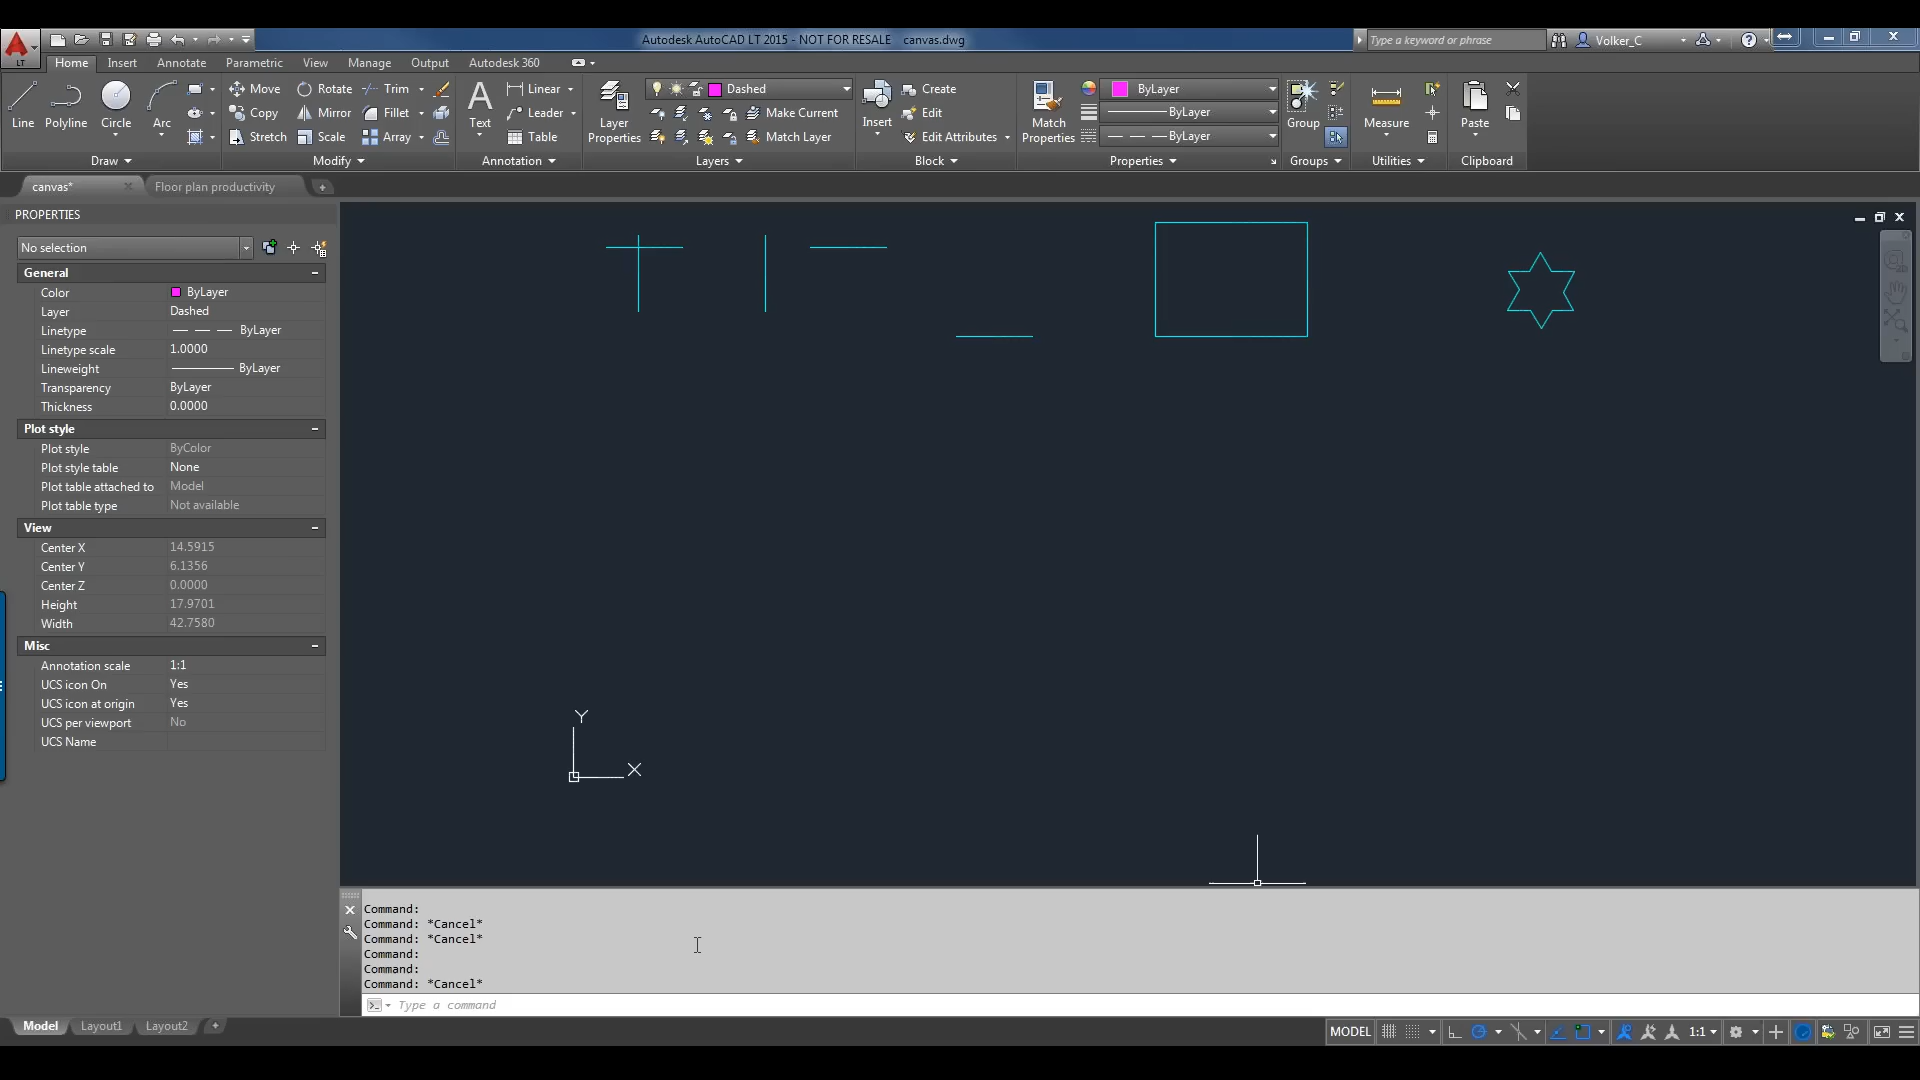 Autodesk AutoCAD LT 2015 - NOT FOR RESALE    canvas.dwg
Type a keyword or phrase
Volker_C
LT
Home Insert Annotate Parametric View Manage Output Autodesk 360
Line Polyline Circle Arc
Move Rotate Trim
Copy Mirror Fillet
Stretch Scale Array
Text Linear
Leader
Table
Layer Properties
Dashed
Make Current
Match Layer
Insert Create
Edit
Edit Attributes
Match Properties
ByLayer
ByLayer
ByLayer
Group Measure Paste
Draw Modify Annotation Layers Block Properties Groups Utilities Clipboard
canvas* Floor plan productivity
PROPERTIES
No selection
General
Color ByLayer
Layer Dashed
Linetype ByLayer
Linetype scale 1.0000
Lineweight ByLayer
Transparency ByLayer
Thickness 0.0000
Plot style
Plot style ByColor
Plot style table None
Plot table attached to Model
Plot table type Not available
View
Center X 14.5915
Center Y 6.1356
Center Z 0.0000
Height 17.9701
Width 42.7580
Misc
Annotation scale 1:1
UCS icon On Yes
UCS icon at origin Yes
UCS per viewport No
UCS Name
Y
X
Command:
Command: *Cancel*
Command: *Cancel*
Command:
Command:
Command: *Cancel*
Type a command
Model Layout1 Layout2
MODEL 1:1